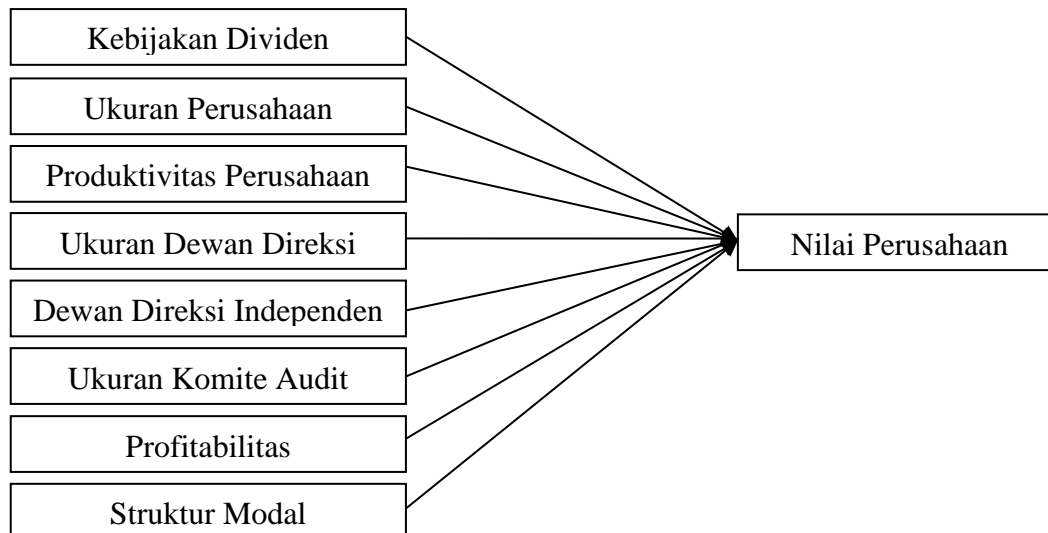 Kebijakan Dividen
Ukuran Perusahaan
Produktivitas Perusahaan
Ukuran Dewan Direksi
Nilai Perusahaan
Dewan Direksi Independen
Ukuran Komite Audit
Profitabilitas
Struktur Modal